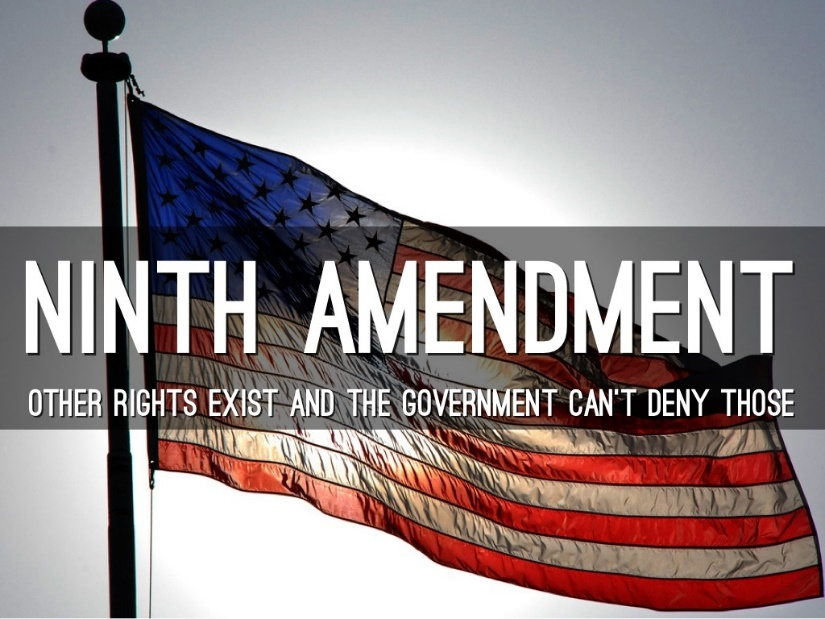 NINTH AMENDMENT
OTHER RIGHTS EXIST AND THE GOVERNMENT CAN'T DENY THOSE